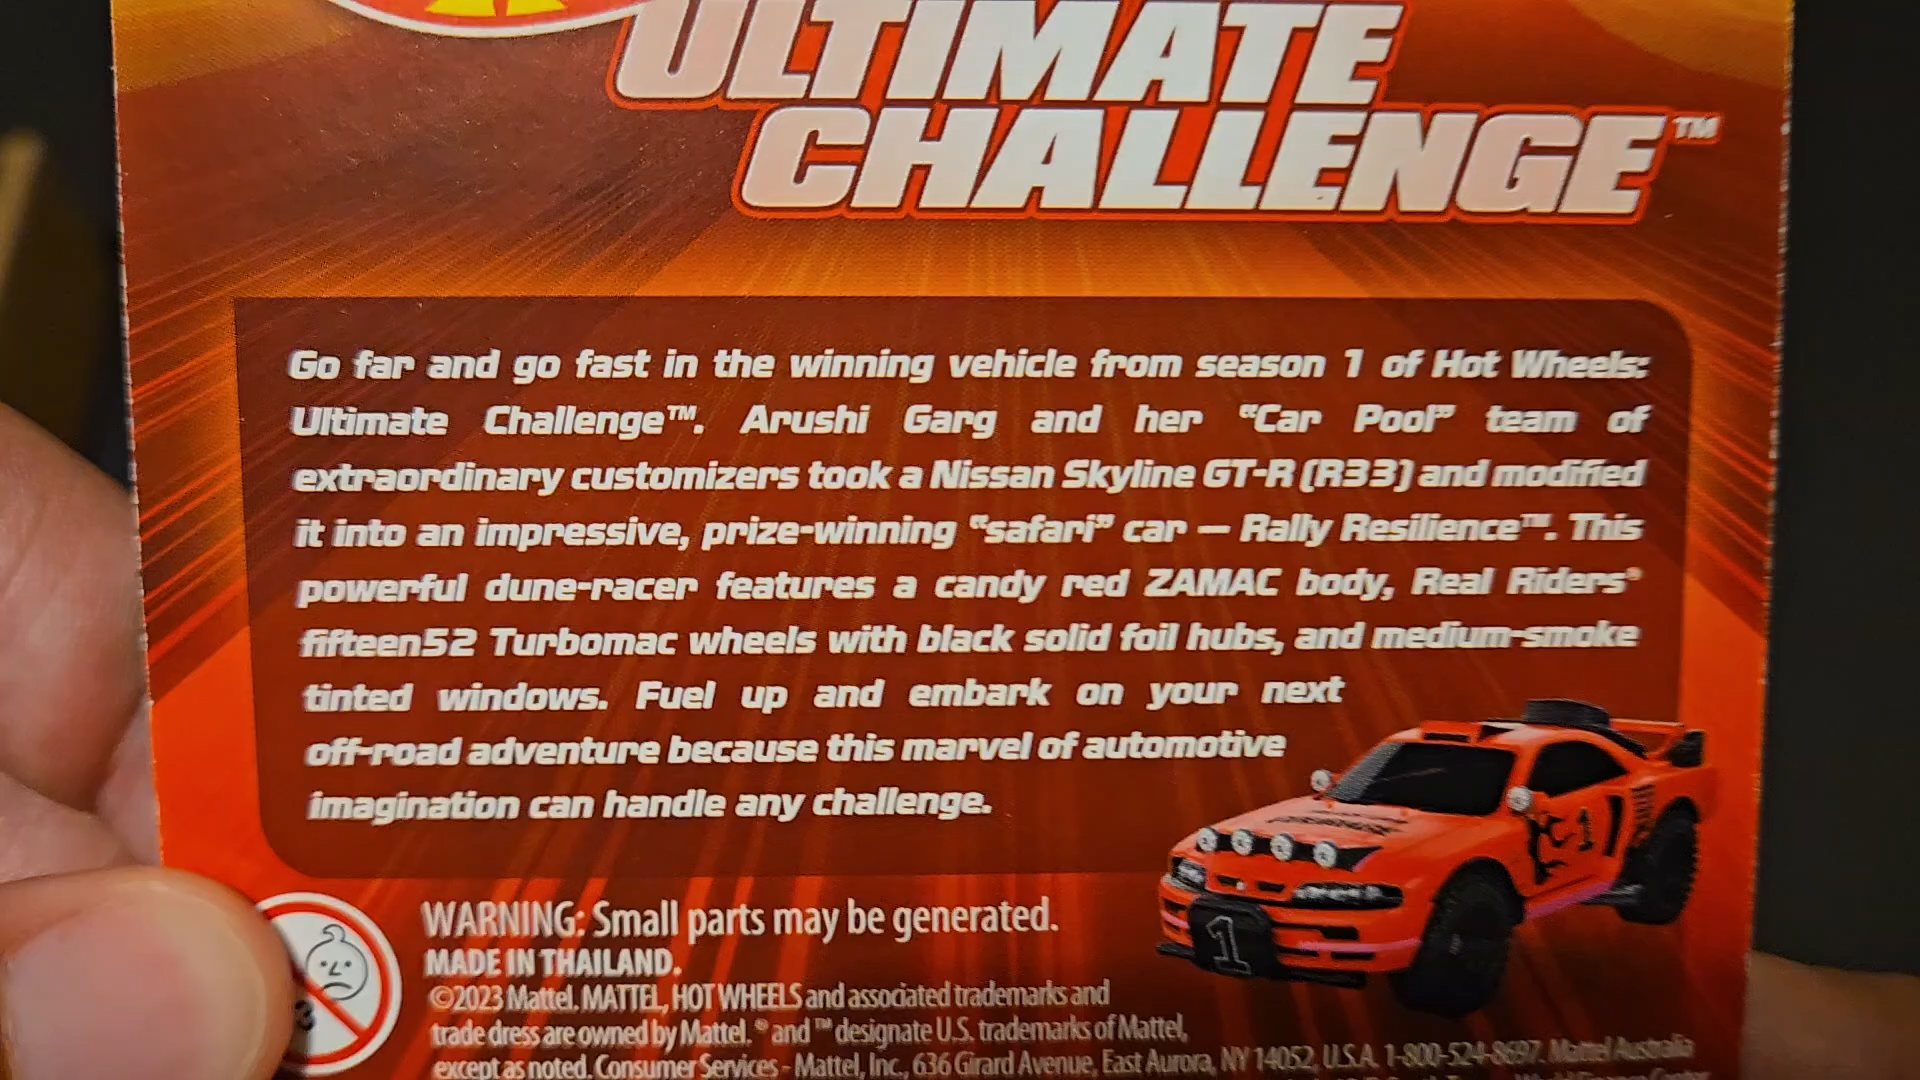 ULTIMATE
CHALLENGE™
Go far and go fast in the winning vehicle from season 1 of Hot Wheels:
Ultimate Challenge™. Arushi Garg and her “Car Pool” team of
extraordinary customizers took a Nissan Skyline GT-R (R33) and modified
it into an impressive, prize-winning “safari” car — Rally Resilience™. This
powerful dune-racer features a candy red ZAMAC body, Real Riders®
fifteen52 Turbomac wheels with black solid foil hubs, and medium-smoke
tinted windows. Fuel up and embark on your next
off-road adventure because this marvel of automotive
imagination can handle any challenge.
1
1
WARNING: Small parts may be generated.
MADE IN THAILAND.
©2023 Mattel. MATTEL, HOT WHEELS and associated trademarks and
trade dress are owned by Mattel. ® and ™ designate U.S. trademarks of Mattel,
except as noted. Consumer Services - Mattel, Inc., 636 Girard Avenue, East Aurora, NY 14052, U.S.A. 1-800-524-8697. Mattel Australia